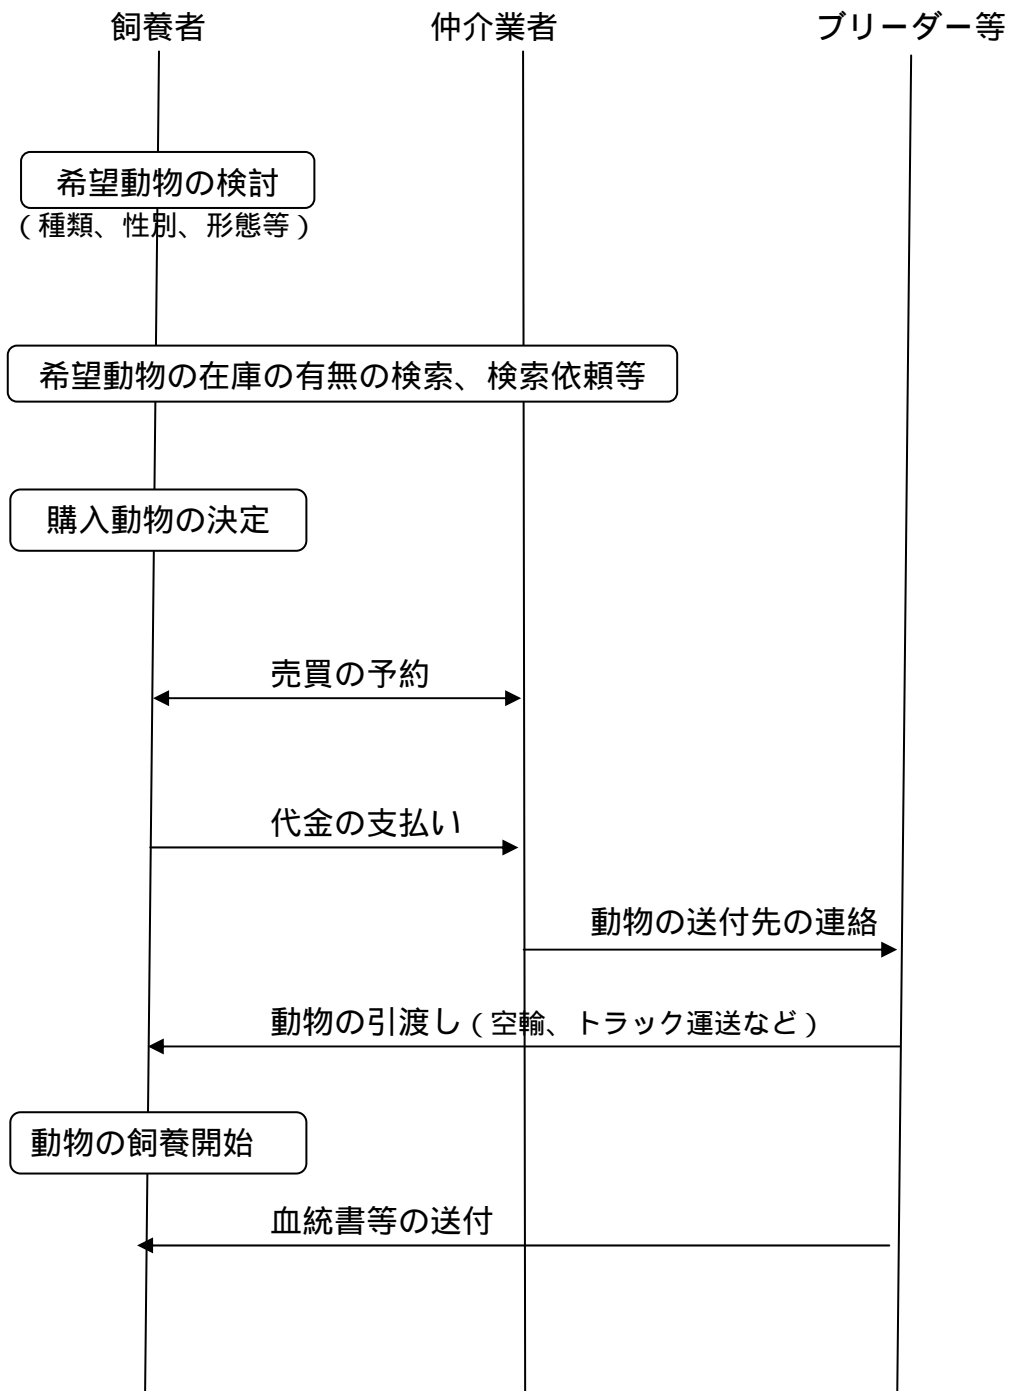 飼養者 仲介業者 ブリーダー等
希望動物の検討
（種類、性別、形態等）
希望動物の在庫の有無の検索、検索依頼等
購入動物の決定
売買の予約
代金の支払い
動物の送付先の連絡
動物の引渡し（空輸、トラック運送など）
動物の飼養開始
血統書等の送付